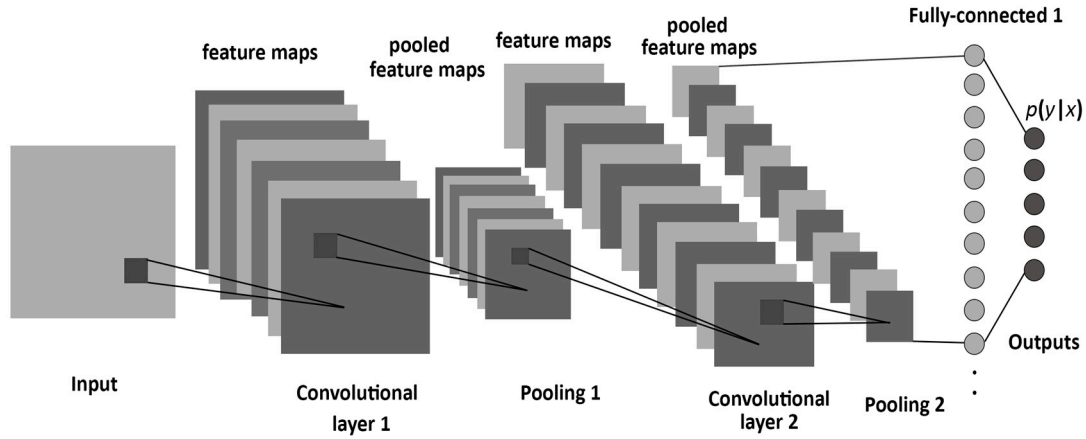 Fully-connected 1
feature maps
pooled
feature maps
feature maps
pooled
feature maps
p(y|x)
Input
Convolutional
layer 1
Pooling 1
Convolutional
layer 2
Pooling 2
Outputs